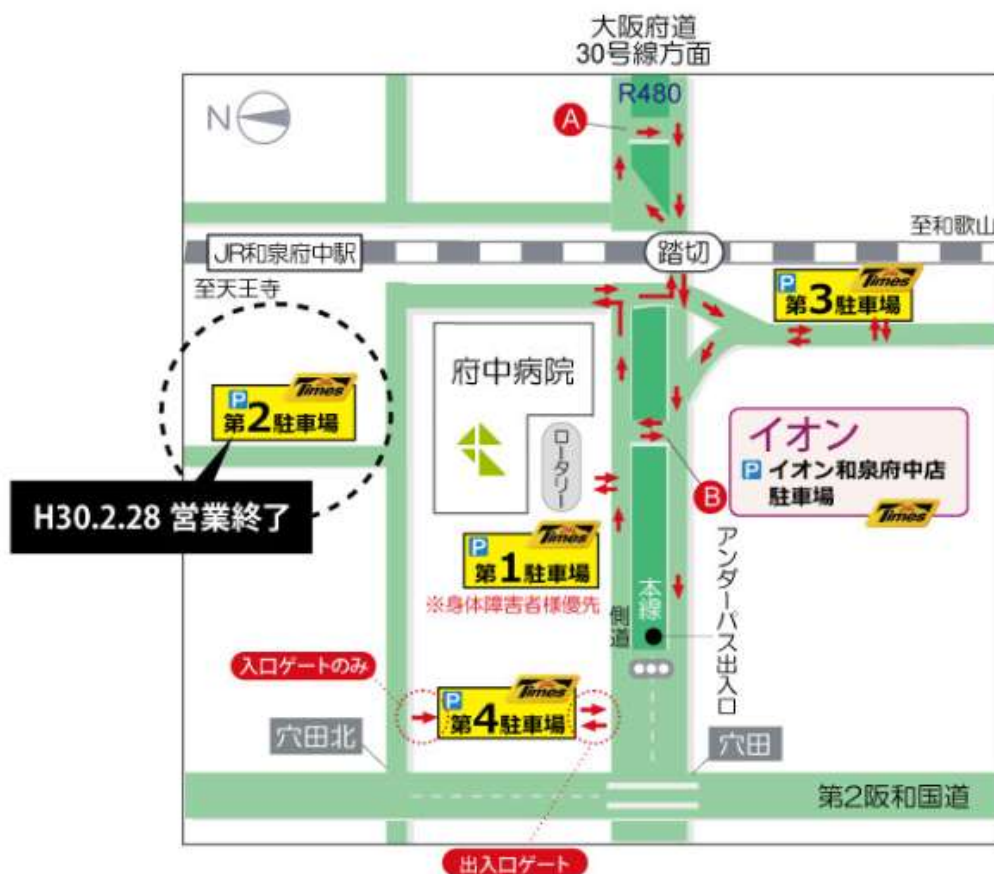 大阪府道
30号線方面
R480
N
A
JR和泉府中駅
踏切
至和歌山
至天王寺
P Times
第3駐車場
府中病院
P Times
第2駐車場
ロータリー
イオン
P イオン和泉府中店
駐車場
Times
B
H30.2.28 営業終了
P Times
第1駐車場
※身体障害者様優先
本線
側道
アンダーパス出入口
入口ゲートのみ
P Times
第4駐車場
穴田北
穴田
第2阪和国道
出入口ゲート